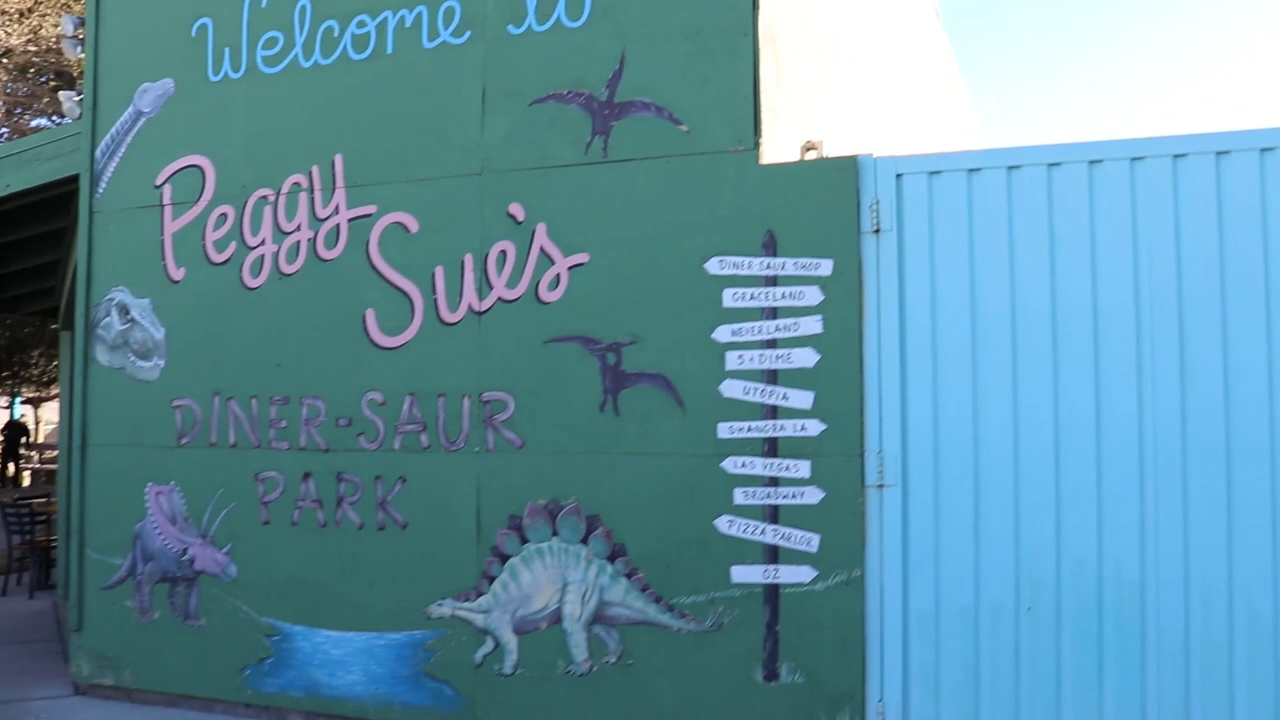 Welcome to
Peggy
Sue's
DINER-SAUR
PARK
DINER-SAUR SHOP
GRACELAND
NEVERLAND
5 & DIME
UTOPIA
SHANGRA LA
LAS VEGAS
BROADWAY
PIZZA PARLOR
OZ